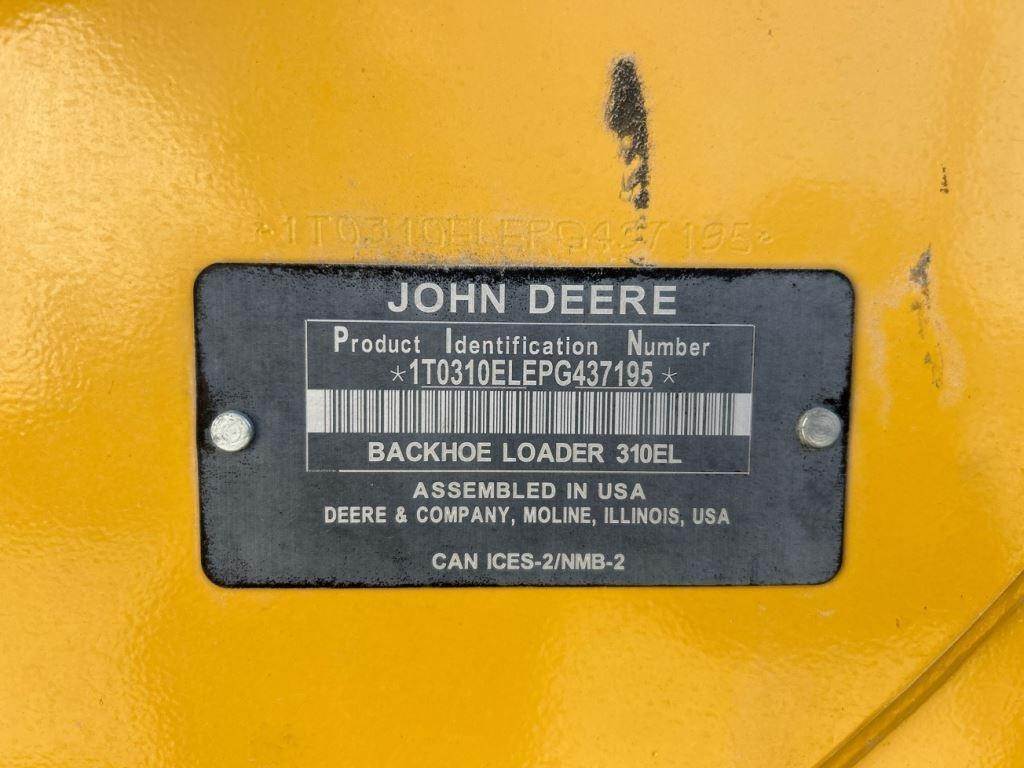 *1T0310ELEPG437195*
JOHN DEERE
Product Identification Number
*1T0310ELEPG437195*
BACKHOE LOADER 310EL
ASSEMBLED IN USA
DEERE & COMPANY, MOLINE, ILLINOIS, USA
CAN ICES-2/NMB-2